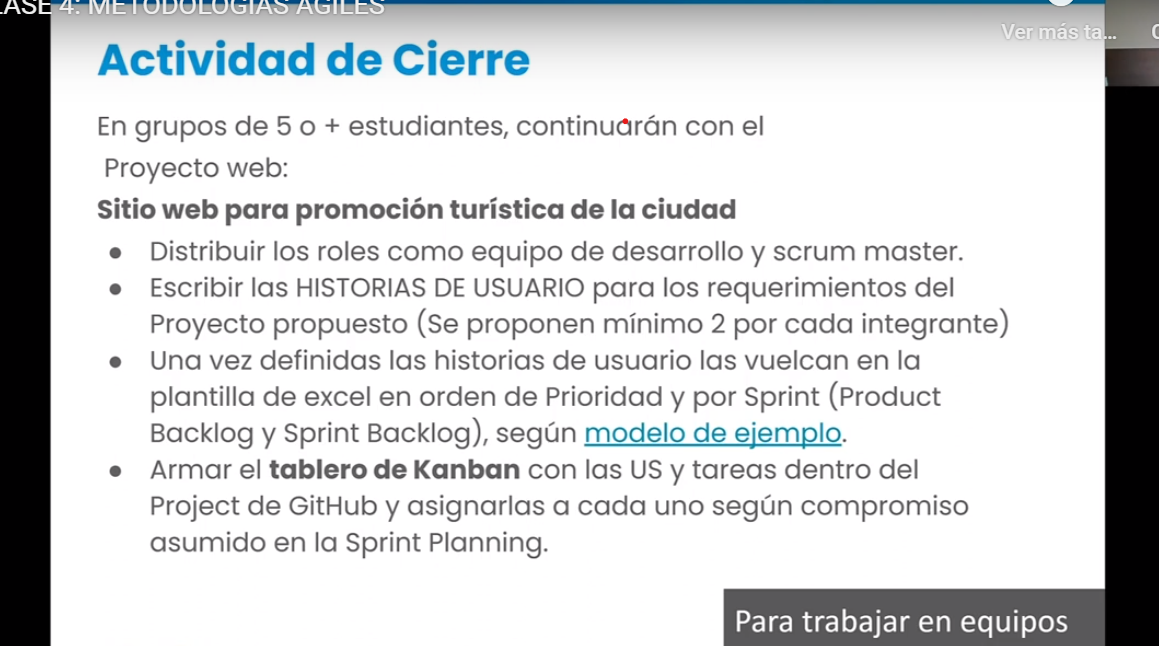 LASE 4: METODOLOGÍAS ÁGILES
Ver más ta...
Actividad de Cierre
En grupos de 5 o + estudiantes, continuarán con el
Proyecto web:
Sitio web para promoción turística de la ciudad
● Distribuir los roles como equipo de desarrollo y scrum master.
● Escribir las HISTORIAS DE USUARIO para los requerimientos del
Proyecto propuesto (Se proponen mínimo 2 por cada integrante)
● Una vez definidas las historias de usuario las vuelcan en la
plantilla de excel en orden de Prioridad y por Sprint (Product
Backlog y Sprint Backlog), según modelo de ejemplo.
● Armar el tablero de Kanban con las US y tareas dentro del
Project de GitHub y asignarlas a cada uno según compromiso
asumido en la Sprint Planning.
Para trabajar en equipos